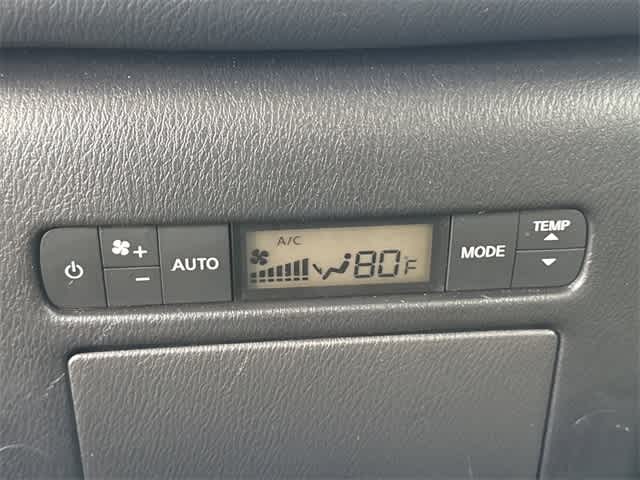 TEMP
A/C
+
AUTO
80°F
MODE
−